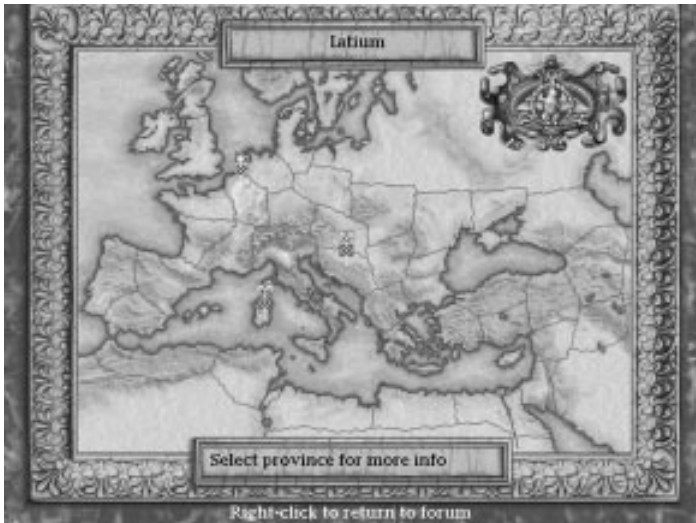 Latium
Select province for more info
Right-click to return to forum